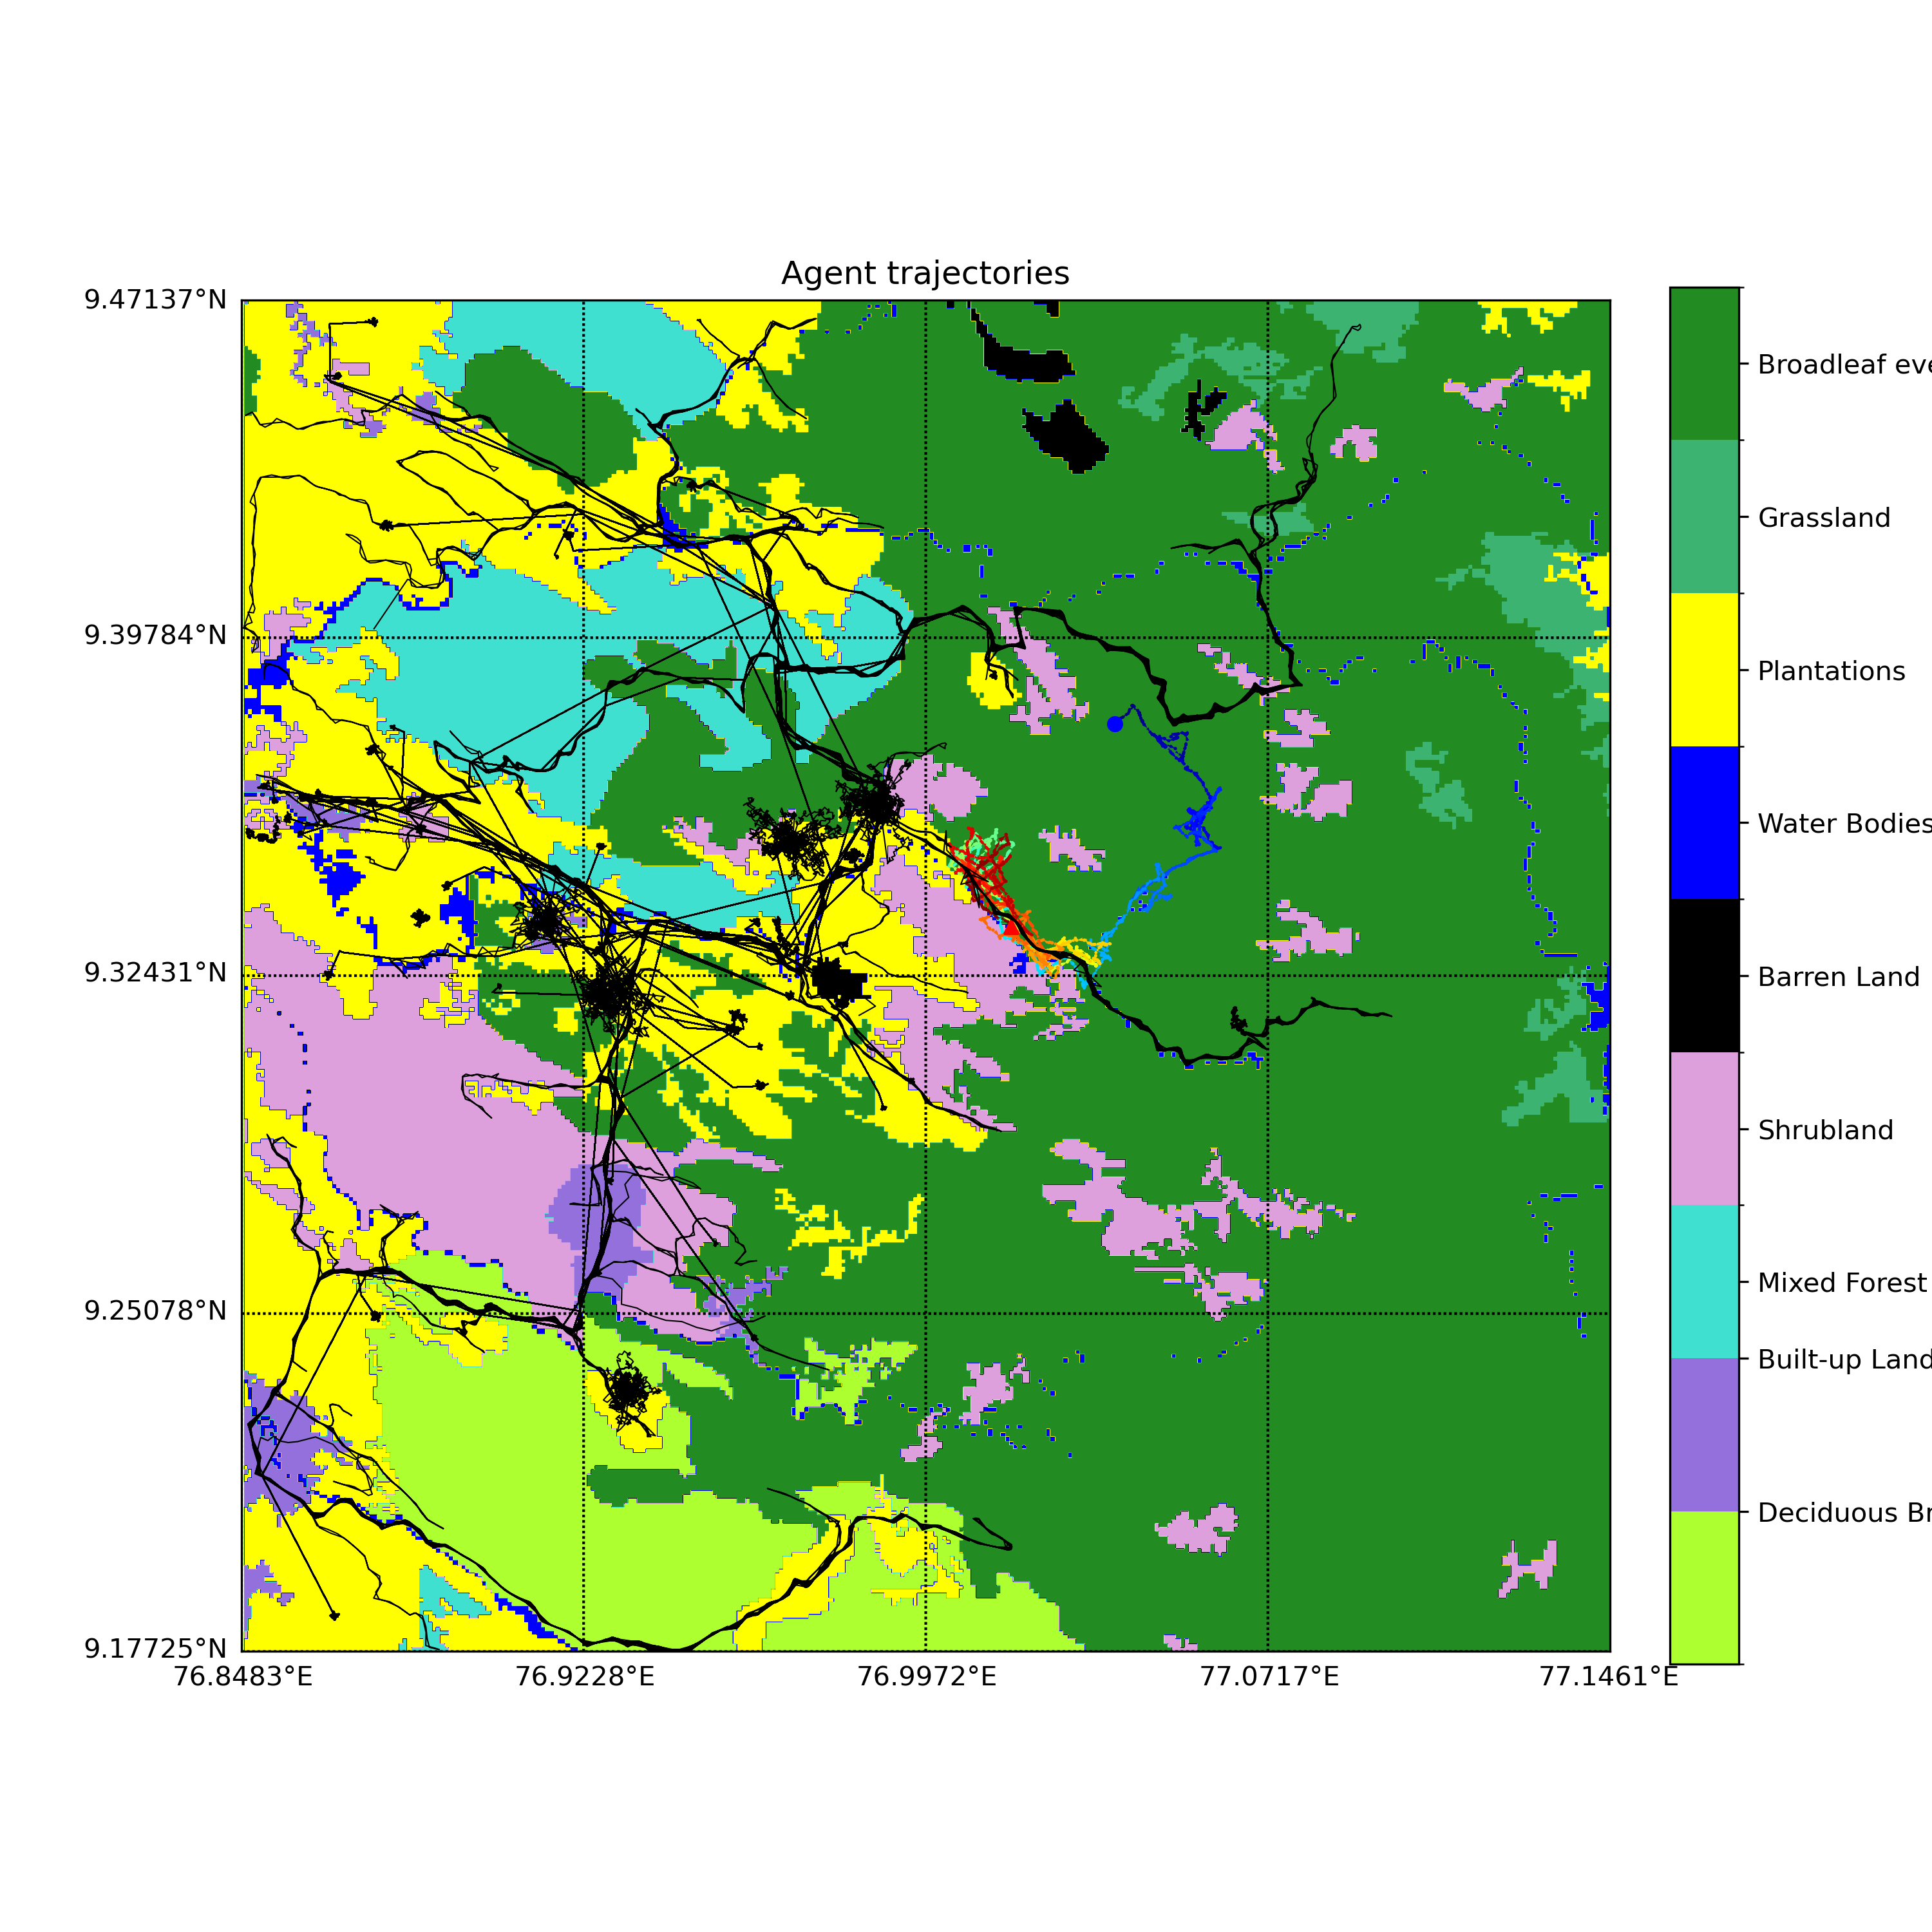 Agent trajectories
9.47137°N
9.39784°N
9.32431°N
9.25078°N
9.17725°N
76.8483°E
76.9228°E
76.9972°E
77.0717°E
77.1461°E
Broadleaf eve
Grassland
Plantations
Water Bodies
Barren Land
Shrubland
Mixed Forest
Built-up Land
Deciduous Br